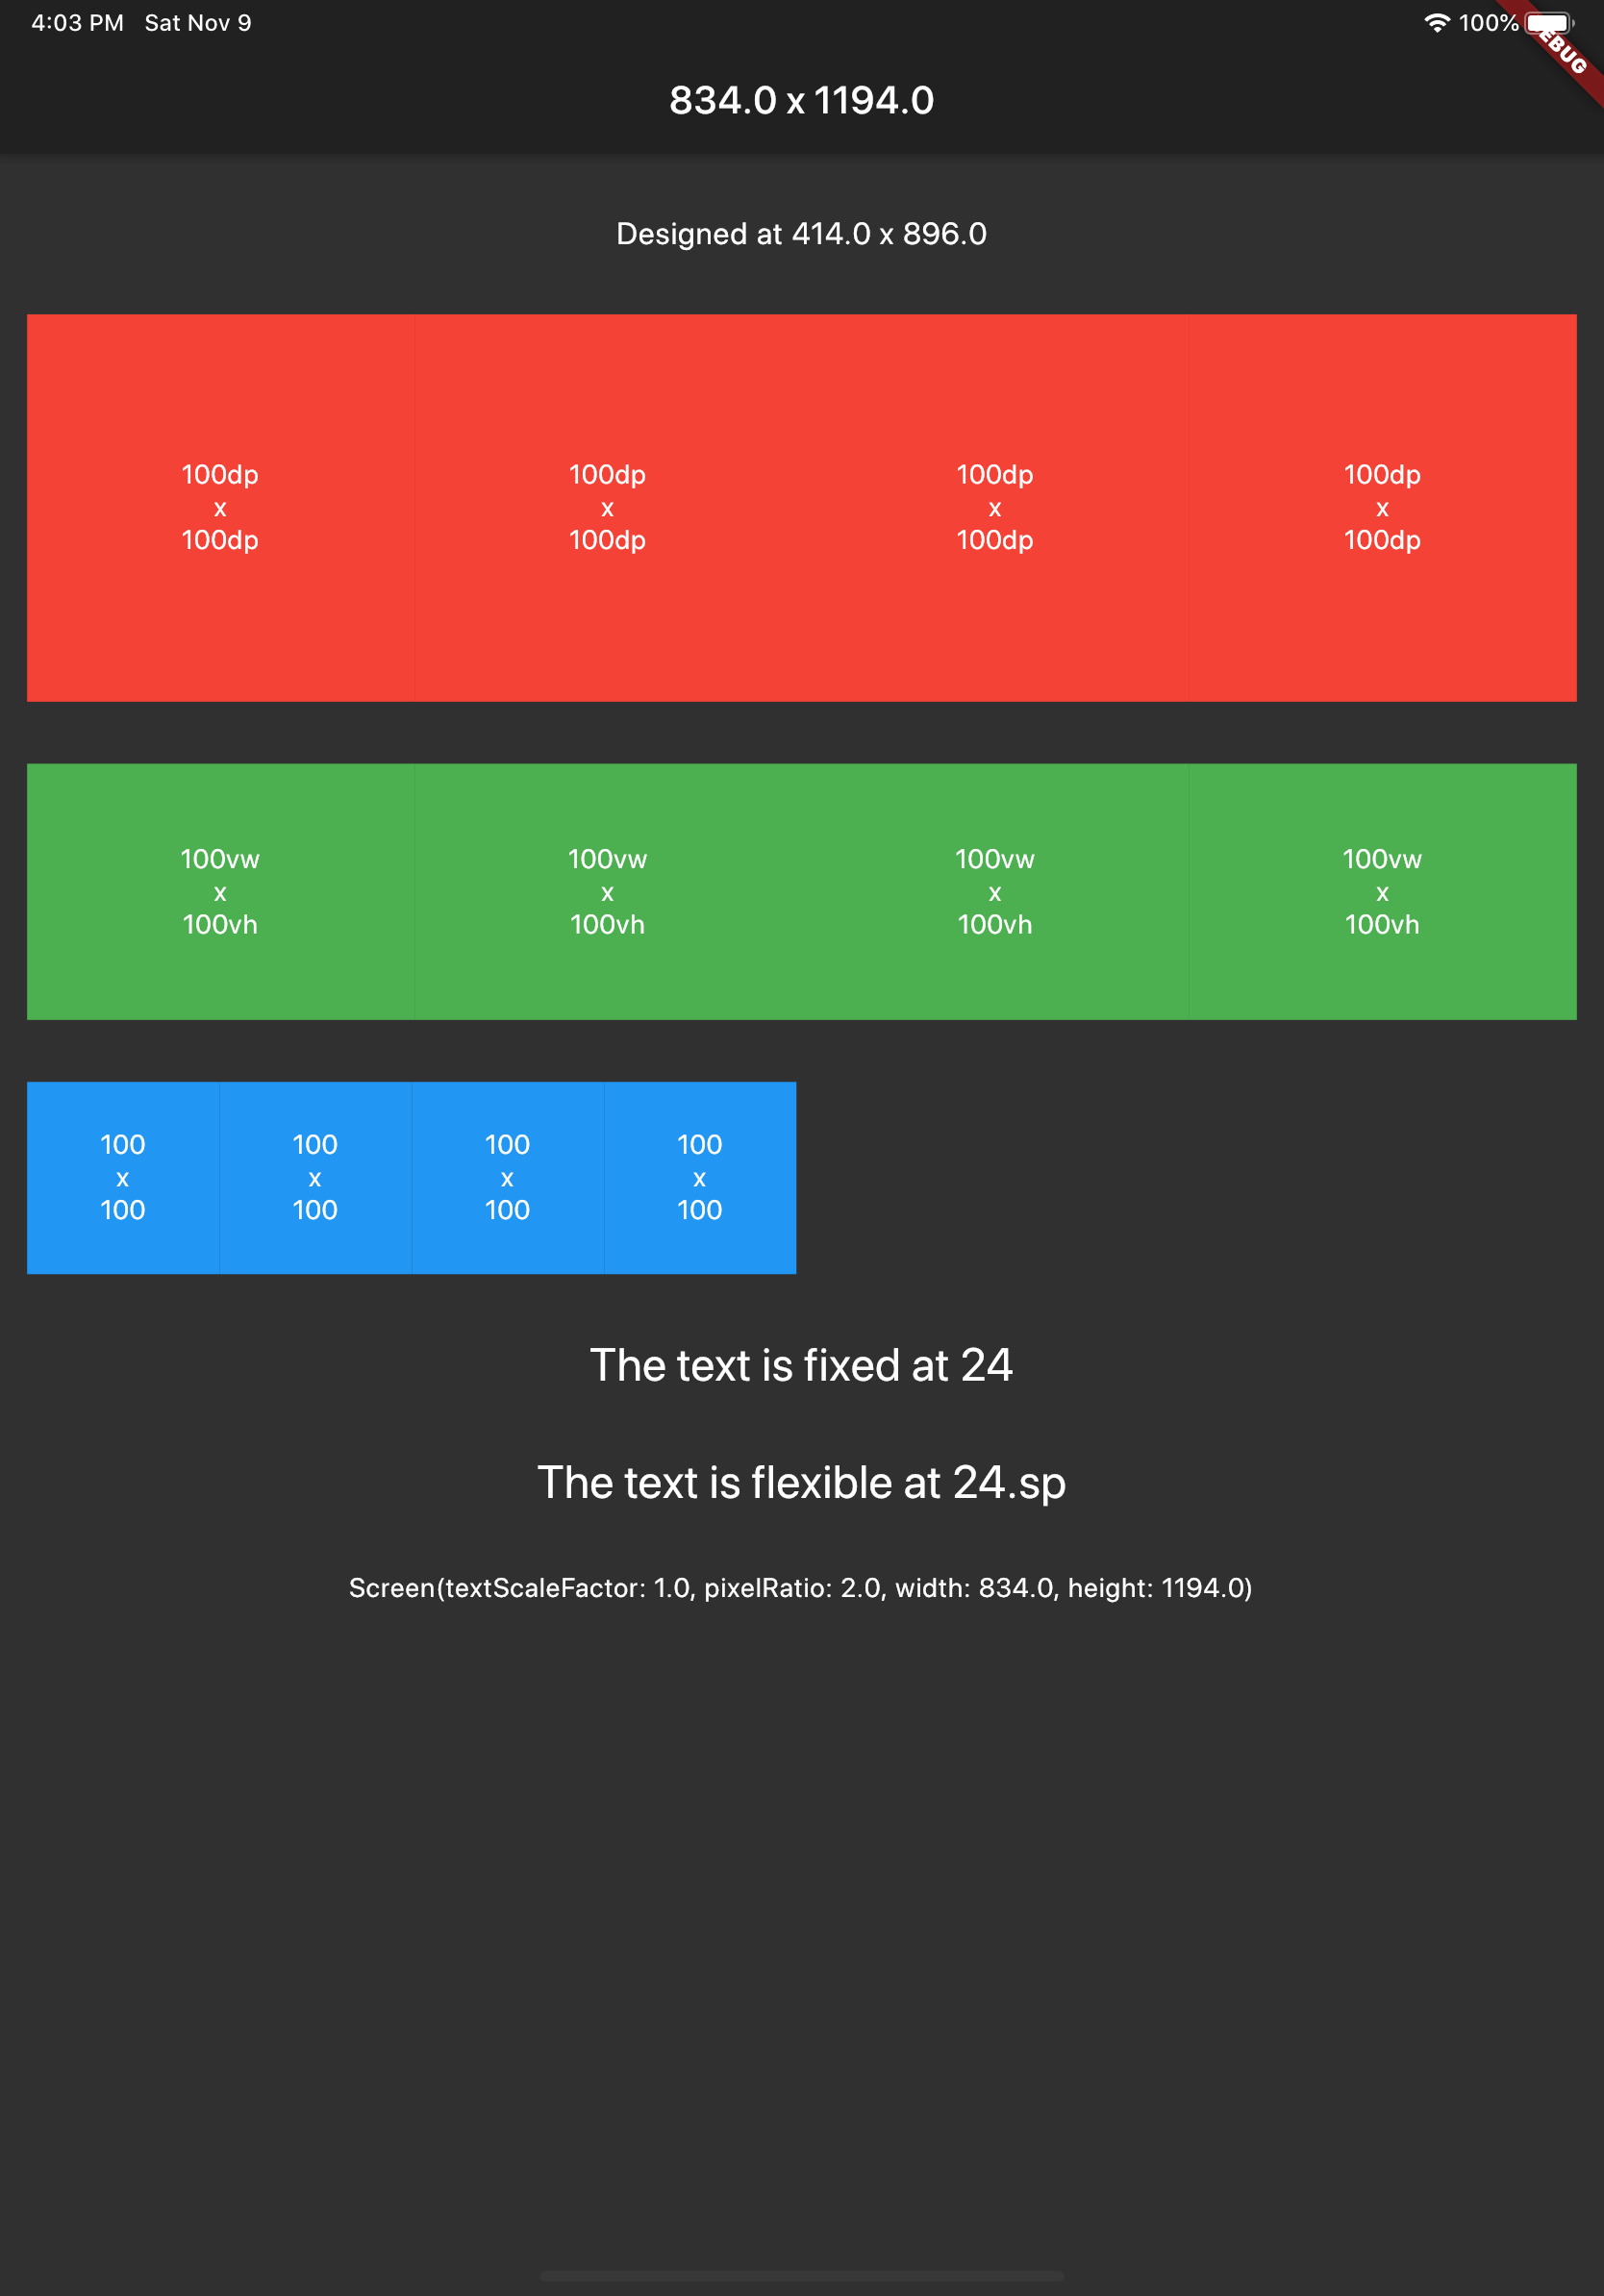 4:03 PM Sat Nov 9 100%
EBUG
834.0 x 1194.0
Designed at 414.0 x 896.0
100dp 100dp 100dp 100dp
x x x x
100dp 100dp 100dp 100dp
100vw 100vw 100vw 100vw
x x x x
100vh 100vh 100vh 100vh
100 100 100 100
x x x x
100 100 100 100
The text is fixed at 24
The text is flexible at 24.sp
Screen(textScaleFactor: 1.0, pixelRatio: 2.0, width: 834.0, height: 1194.0)